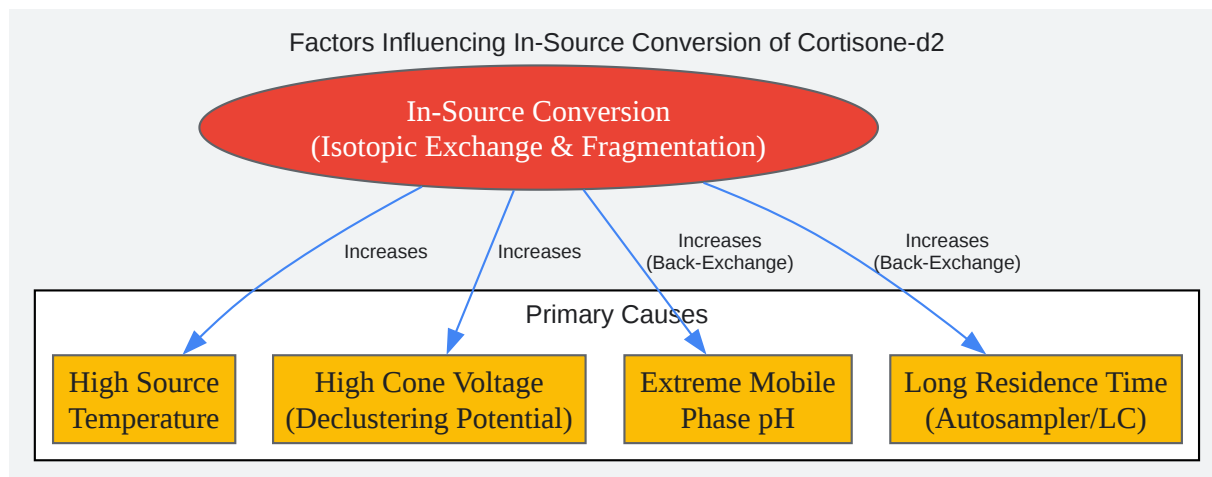 Factors Influencing In-Source Conversion of Cortisone-d2
In-Source Conversion
(Isotopic Exchange & Fragmentation)
Increases
Increases
Increases
(Back-Exchange)
Increases
(Back-Exchange)
Primary Causes
High Source
Temperature
High Cone Voltage
(Declustering Potential)
Extreme Mobile
Phase pH
Long Residence Time
(Autosampler/LC)